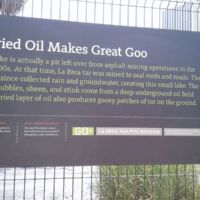 ried Oil Makes Great Goo
ke is actually a pit left over from asphalt mining operations in the
00s. At that time, La Brea tar was mined to seal roofs and roads. The
since collected rain and groundwater, creating this small lake. The
ubbles, sheen, and stink come from a deep underground oil field.
ried layer of oil also produces gooey patches of tar on the ground.
GO
LA BREA TAR PITS